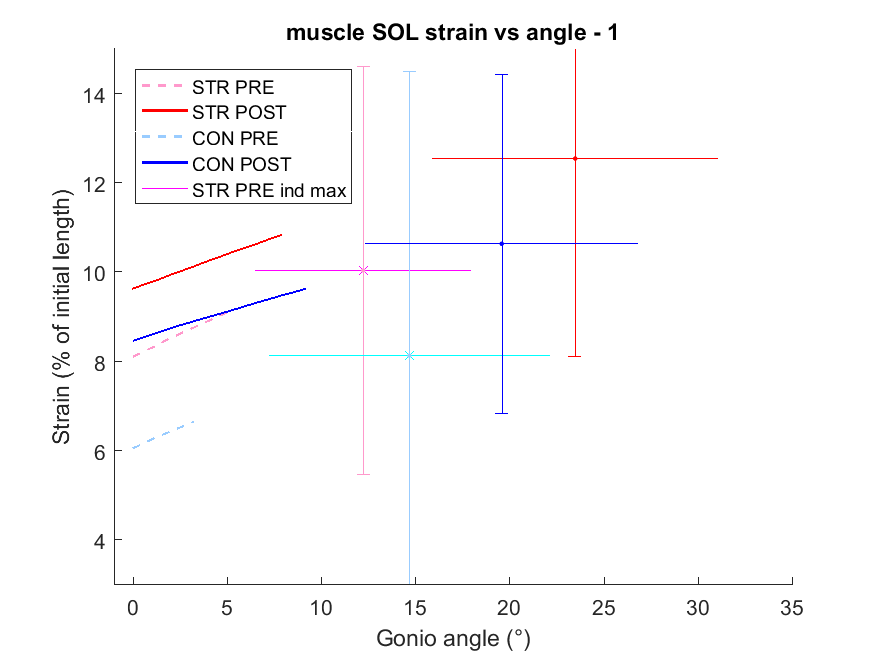 muscle SOL strain vs angle - 1
STR PRE
STR POST
CON PRE
CON POST
STR PRE ind max
Strain (% of initial length)
14
12
10
8
6
4
0 5 10 15 20 25 30 35
Gonio angle (°)